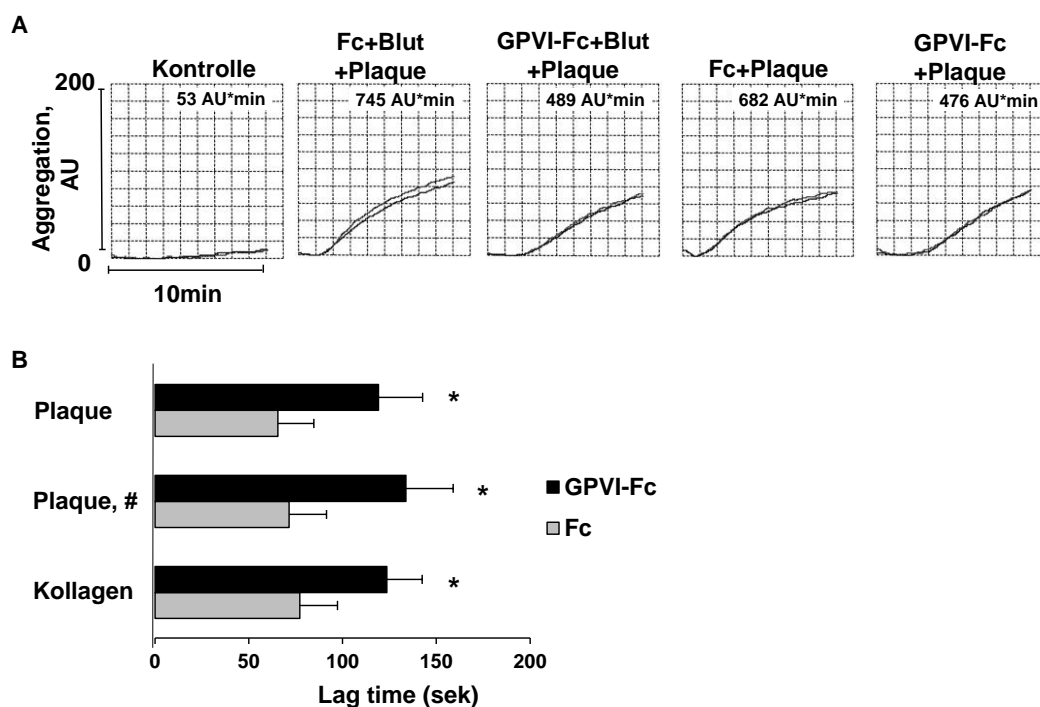 A
Kontrolle
Fc+Blut
+Plaque
GPVI-Fc+Blut
+Plaque
Fc+Plaque
GPVI-Fc
+Plaque
200
53 AU*min
745 AU*min
489 AU*min
682 AU*min
476 AU*min
Aggregation,
AU
0
10min
B
Plaque
*
Plaque, #
*
GPVI-Fc
Fc
Kollagen
*
0
50
100
150
200
Lag time (sek)